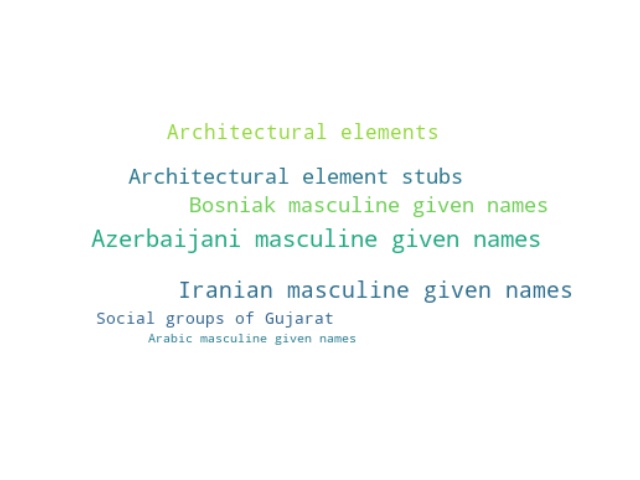 Architectural elements
Architectural element stubs
Bosniak masculine given names
Azerbaijani masculine given names
Iranian masculine given names
Social groups of Gujarat
Arabic masculine given names